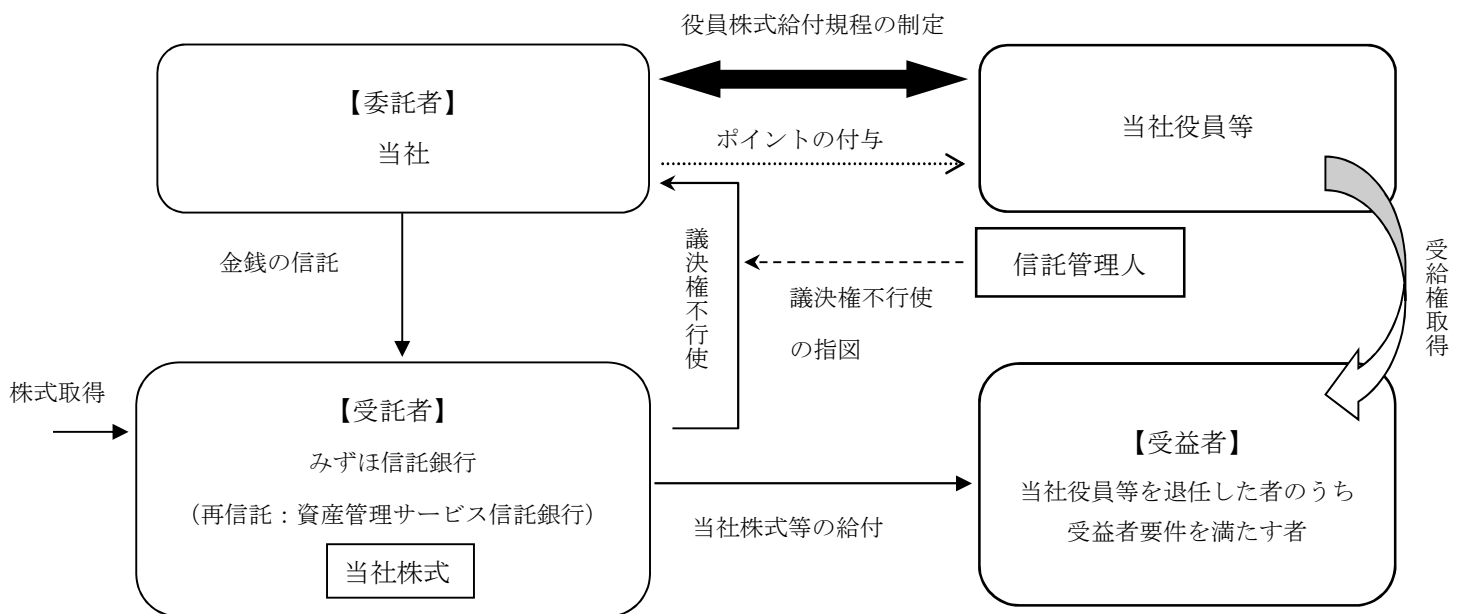 役員株式給付規程の制定
【委託者】
当社
当社役員等
ポイントの付与
金銭の信託
議決権不行使
信託管理人
議決権不行使
の指図
受給権取得
株式取得
【受託者】
みずほ信託銀行
（再信託：資産管理サービス信託銀行）
当社株式
当社株式等の給付
【受益者】
当社役員等を退任した者のうち
受益者要件を満たす者